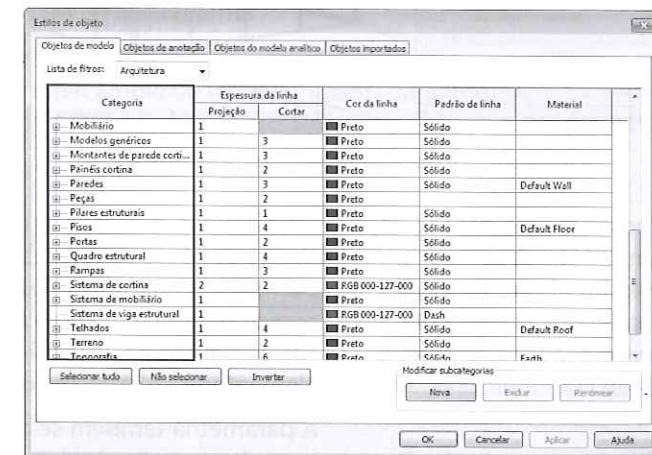 Estilos de objeto
Objetos de modelo Objetos de anotação Objetos do modelo analítico Objetos importados
Lista de filtros: Arquitetura
Categoria Espessura da linha Cor da linha Padrão de linha Material
Projeção Cortar
Mobiliário 1 Preto Sólido
Modelos genéricos 1 3 Preto Sólido
Montantes de parede corti... 1 3 Preto Sólido
Painéis cortina 1 2 Preto Sólido
Paredes 1 3 Preto Sólido Default Wall
Peças 1 2 Preto
Pilares estruturais 1 1 Preto Sólido
Pisos 1 4 Preto Sólido Default Floor
Portas 1 2 Preto Sólido
Quadro estrutural 1 4 Preto Sólido
Rampas 1 3 Preto Sólido
Sistema de cortina 2 2 RGB 000-127-000 Sólido
Sistema de mobiliário 1 Preto Sólido
Sistema de viga estrutural 1 RGB 000-127-000 Dash
Telhados 1 4 Preto Sólido Default Roof
Terreno 1 2 Preto Sólido
Topografia 1 6 Preto Sólido Earth
Selecionar tudo Não selecionar Inverter
Modificar subcategorias
Nova Excluir Renomear
OK Cancelar Aplicar Ajuda